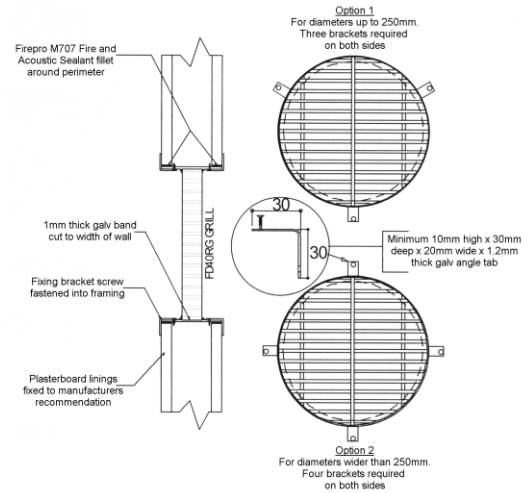 Option 1
For diameters up to 250mm.
Three brackets required
on both sides
Firepro M707 Fire and
Acoustic Sealant fillet
around perimeter
1mm thick galv band
cut to width of wall
FD40RG GRILL
30
30
Minimum 10mm high x 30mm
deep x 20mm wide x 1.2mm
thick galv angle tab
Fixing bracket screw
fastened into framing
Plasterboard linings
fixed to manufacturers
recommendation
Option 2
For diameters wider than 250mm.
Four brackets required
on both sides